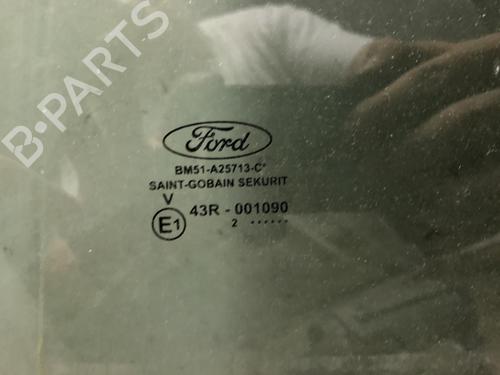 B-PARTS
Ford
BM51-A25713-C*
SAINT-GOBAIN SEKURIT
V
E1 43R - 001090
2 ......